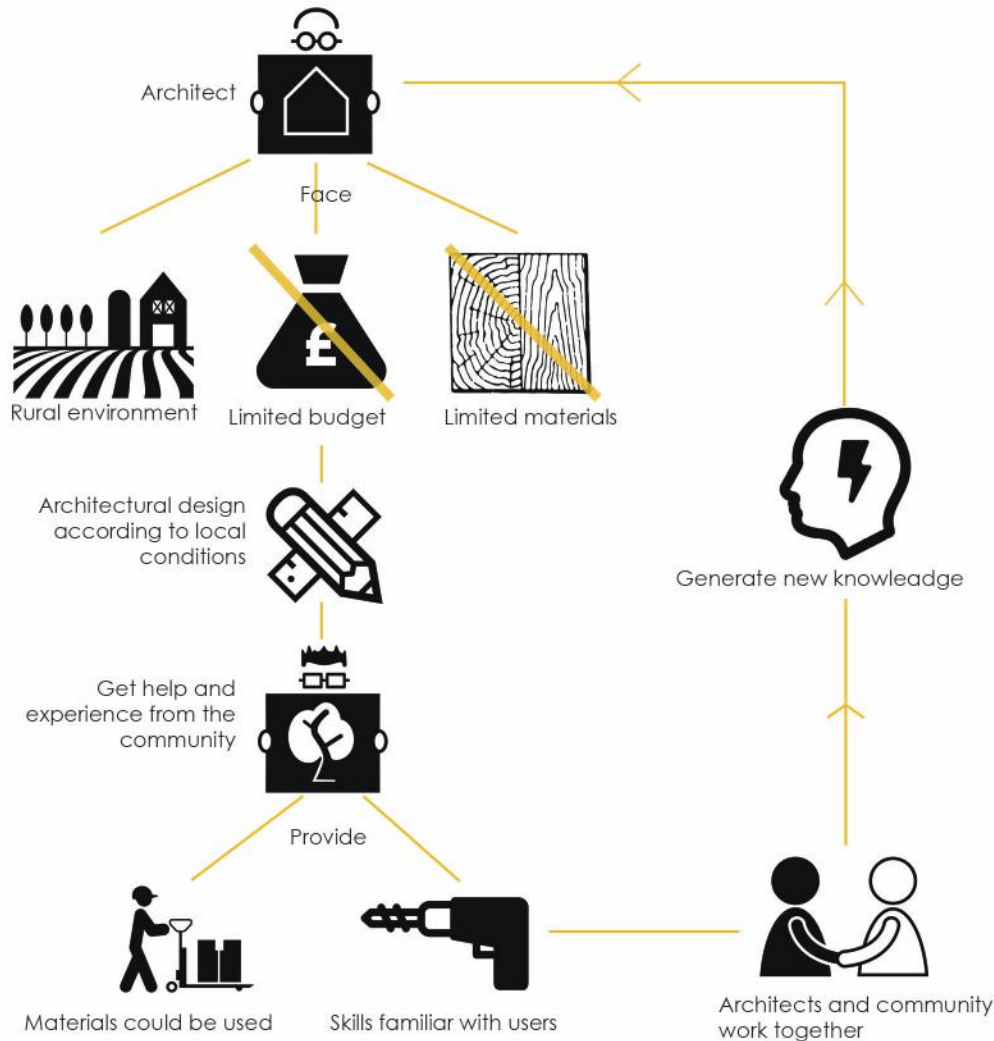 Architect
Face
Rural environment
Limited budget
£
Limited materials
Architectural design
according to local
conditions
Generate new knowleadge
Get help and
experience from the
community
Provide
Materials could be used
Skills familiar with users
Architects and community
work together